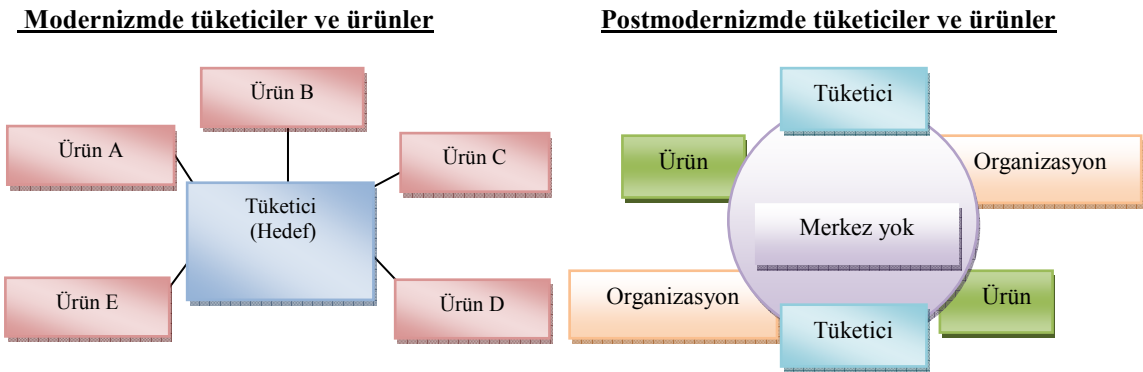 Modernizmde tüketiciler ve ürünler
Ürün B
Ürün A
Ürün C
Tüketici
(Hedef)
Ürün E
Ürün D
Postmodernizmde tüketiciler ve ürünler
Tüketici
Ürün
Organizasyon
Merkez yok
Organizasyon
Ürün
Tüketici